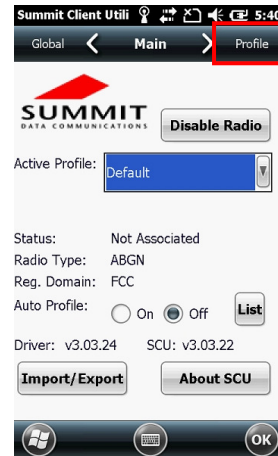 Summit Client Utili 5:40
Global Main Profile
SUMMIT
DATA COMMUNICATIONS
Disable Radio
Active Profile:
Default
Status: Not Associated
Radio Type: ABGN
Reg. Domain: FCC
Auto Profile: On Off List
Driver: v3.03.24 SCU: v3.03.22
Import/Export About SCU
OK